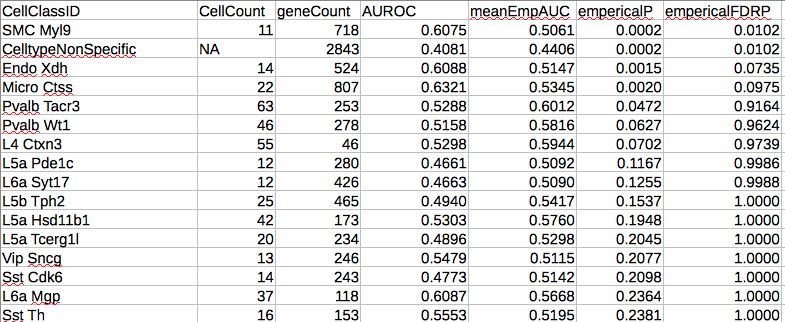 CellClassID CellCount geneCount AUROC meanEmpAUC empericalP empericalFDRP
SMC Myl9 11 718 0.6075 0.5061 0.0002 0.0102
CelltypeNonSpecific NA 2843 0.4081 0.4406 0.0002 0.0102
Endo Xdh 14 524 0.6088 0.5147 0.0015 0.0735
Micro Ctss 22 807 0.6321 0.5345 0.0020 0.0975
Pvalb Tacr3 63 253 0.5288 0.6012 0.0472 0.9164
Pvalb Wt1 46 278 0.5158 0.5816 0.0627 0.9624
L4 Ctxn3 55 46 0.5298 0.5944 0.0702 0.9739
L5a Pde1c 12 280 0.4661 0.5092 0.1167 0.9986
L6a Syt17 12 426 0.4663 0.5090 0.1255 0.9988
L5b Tph2 25 465 0.4940 0.5417 0.1537 1.0000
L5a Hsd11b1 42 173 0.5303 0.5760 0.1948 1.0000
L5a Tcerg1l 20 234 0.4896 0.5298 0.2045 1.0000
Vip Sncg 13 246 0.5479 0.5115 0.2077 1.0000
Sst Cdk6 14 243 0.4773 0.5142 0.2098 1.0000
L6a Mgp 37 118 0.6087 0.5668 0.2364 1.0000
Sst Th 16 153 0.5553 0.5195 0.2381 1.0000